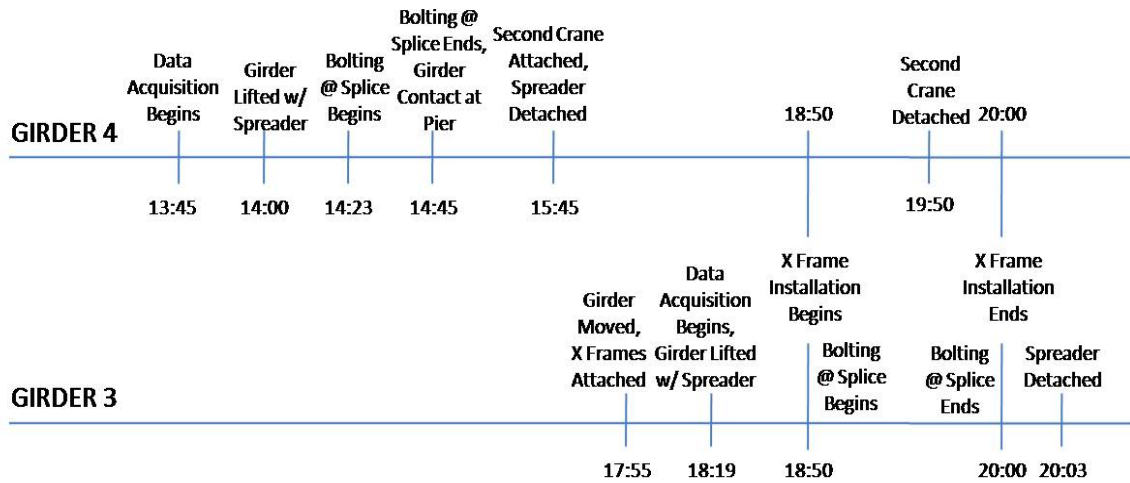 Data
Acquisition
Begins
Girder
Lifted w/
Spreader
Bolting
@ Splice
Begins
Bolting @
Splice Ends,
Girder
Contact at
Pier
Second Crane
Attached,
Spreader
Detached
18:50
Second
Crane
Detached
20:00
GIRDER 4
13:45
14:00
14:23
14:45
15:45
19:50
Girder
Moved,
X Frames
Attached
Data
Acquisition
Begins,
Girder Lifted
w/ Spreader
X Frame
Installation
Begins
Bolting
@ Splice
Begins
Bolting
@ Splice
Ends
X Frame
Installation
Ends
Spreader
Detached
GIRDER 3
17:55
18:19
18:50
20:00
20:03